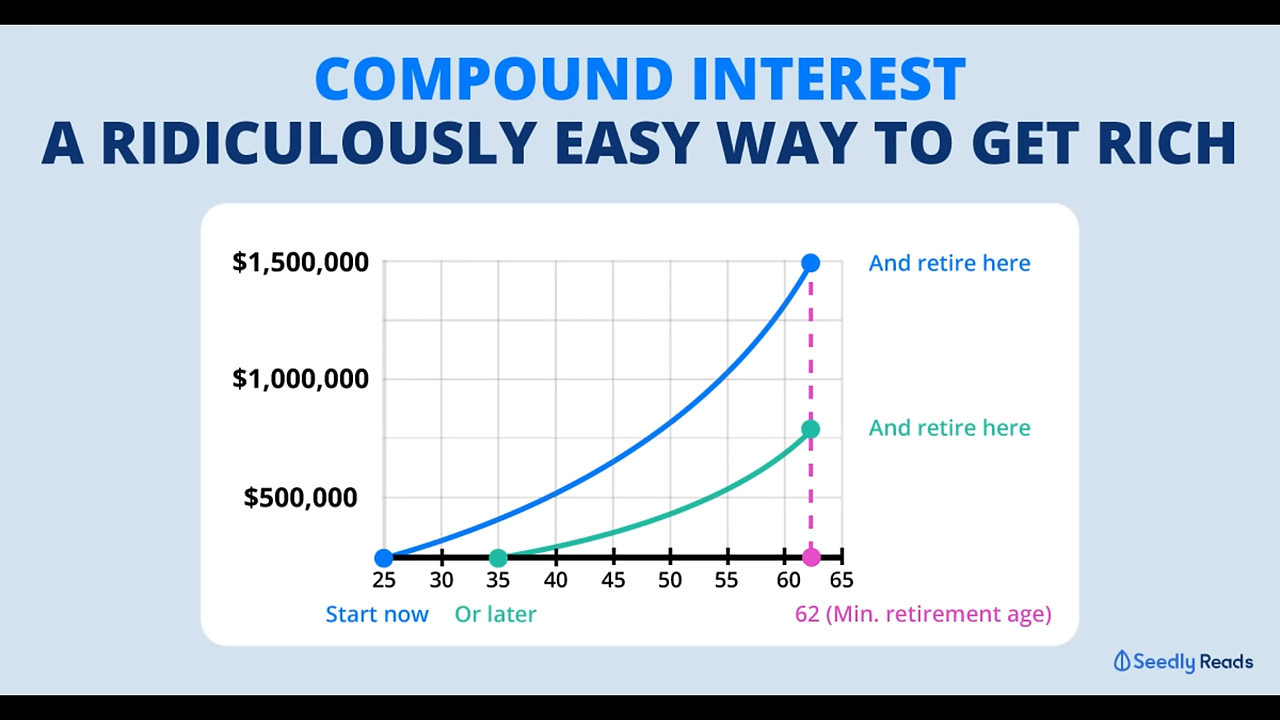 COMPOUND INTEREST
A RIDICULOUSLY EASY WAY TO GET RICH
$1,500,000
And retire here
$1,000,000
And retire here
$500,000
25 30 35 40 45 50 55 60 65
Start now Or later 62 (Min. retirement age)
Seedly Reads